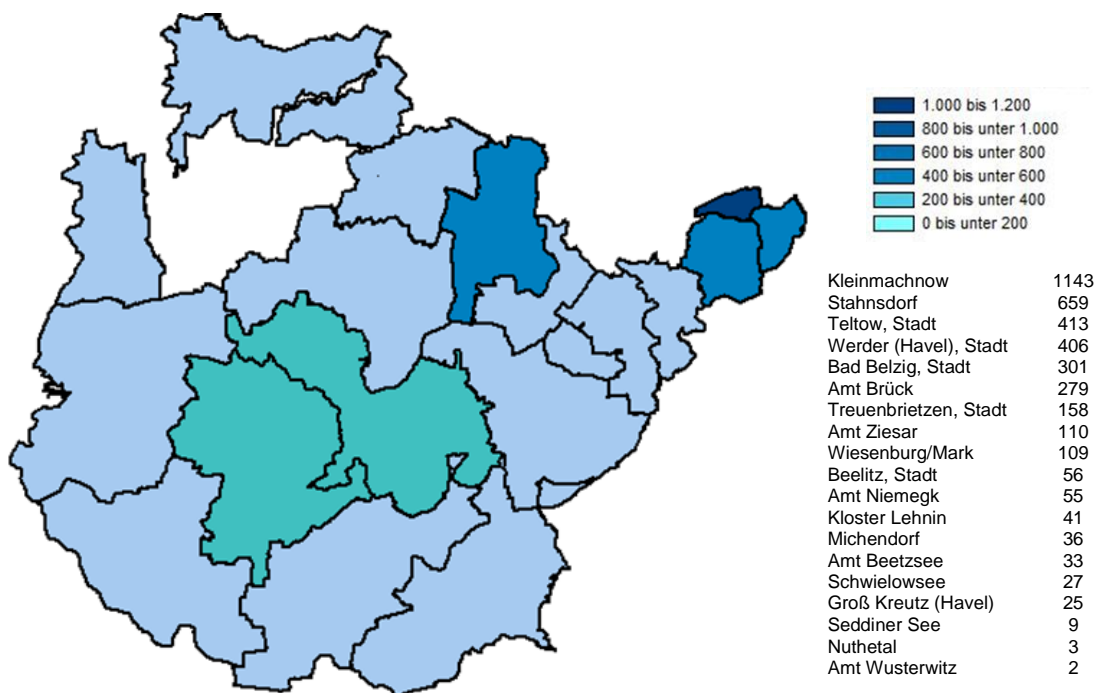 1.000 bis 1.200
800 bis unter 1.000
600 bis unter 800
400 bis unter 600
200 bis unter 400
0 bis unter 200
Kleinmachnow 1143
Stahnsdorf 659
Teltow, Stadt 413
Werder (Havel), Stadt 406
Bad Belzig, Stadt 301
Amt Brück 279
Treuenbrietzen, Stadt 158
Amt Ziesar 110
Wiesenburg/Mark 109
Beelitz, Stadt 56
Amt Niemegk 55
Kloster Lehnin 41
Michendorf 36
Amt Beetzsee 33
Schwielowsee 27
Groß Kreutz (Havel) 25
Seddiner See 9
Nuthetal 3
Amt Wusterwitz 2